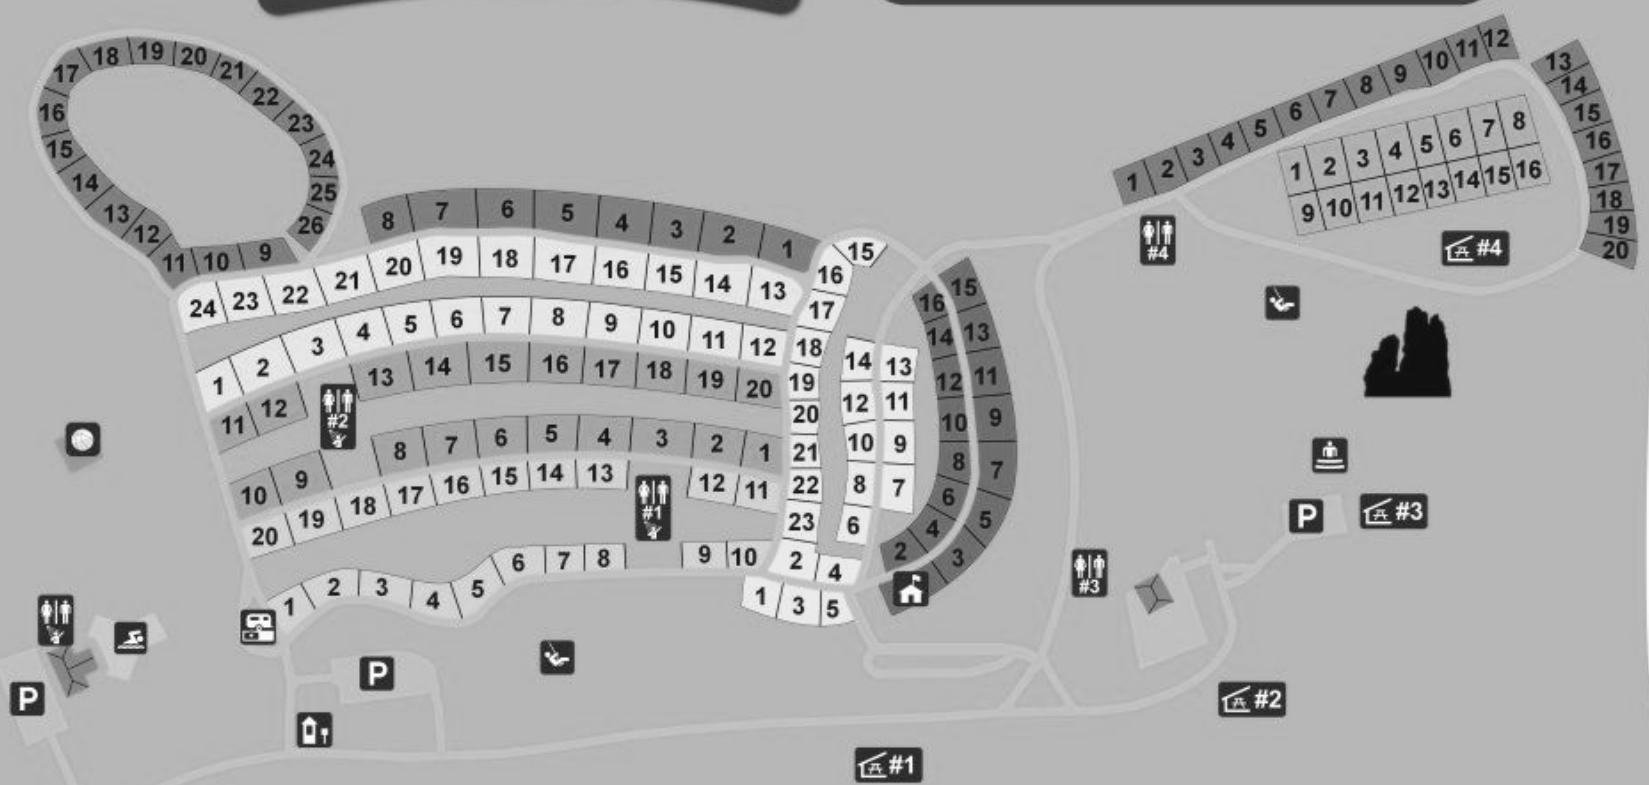 17 18 19 20 21 22 23 24 25 26
16 15 14 13 12 11 10 9
8 7 6 5 4 3 2 1
24 23 22 21 20 19 18 17 16 15 14 13
1 2 3 4 5 6 7 8 9 10 11 12
11 12 13 14 15 16 17 18 19 20
#2
10 9 8 7 6 5 4 3 2 1
20 19 18 17 16 15 14 13 12 11
#1
1 2 3 4 5 6 7 8 9 10
15 16 17 18 19 20 21 22 23
14 13
12 11
10 9
8 7
6
2 4
1 3 5
16 15
14 13
12 11
10 9
8 7
6 5
4 3
2
1 2 3 4 5 6 7 8 9 10 11 12
13 14 15 16 17 18 19 20
1 2 3 4 5 6 7 8
9 10 11 12 13 14 15 16
#4
#4
P #3
#3
#2
P
P
#1